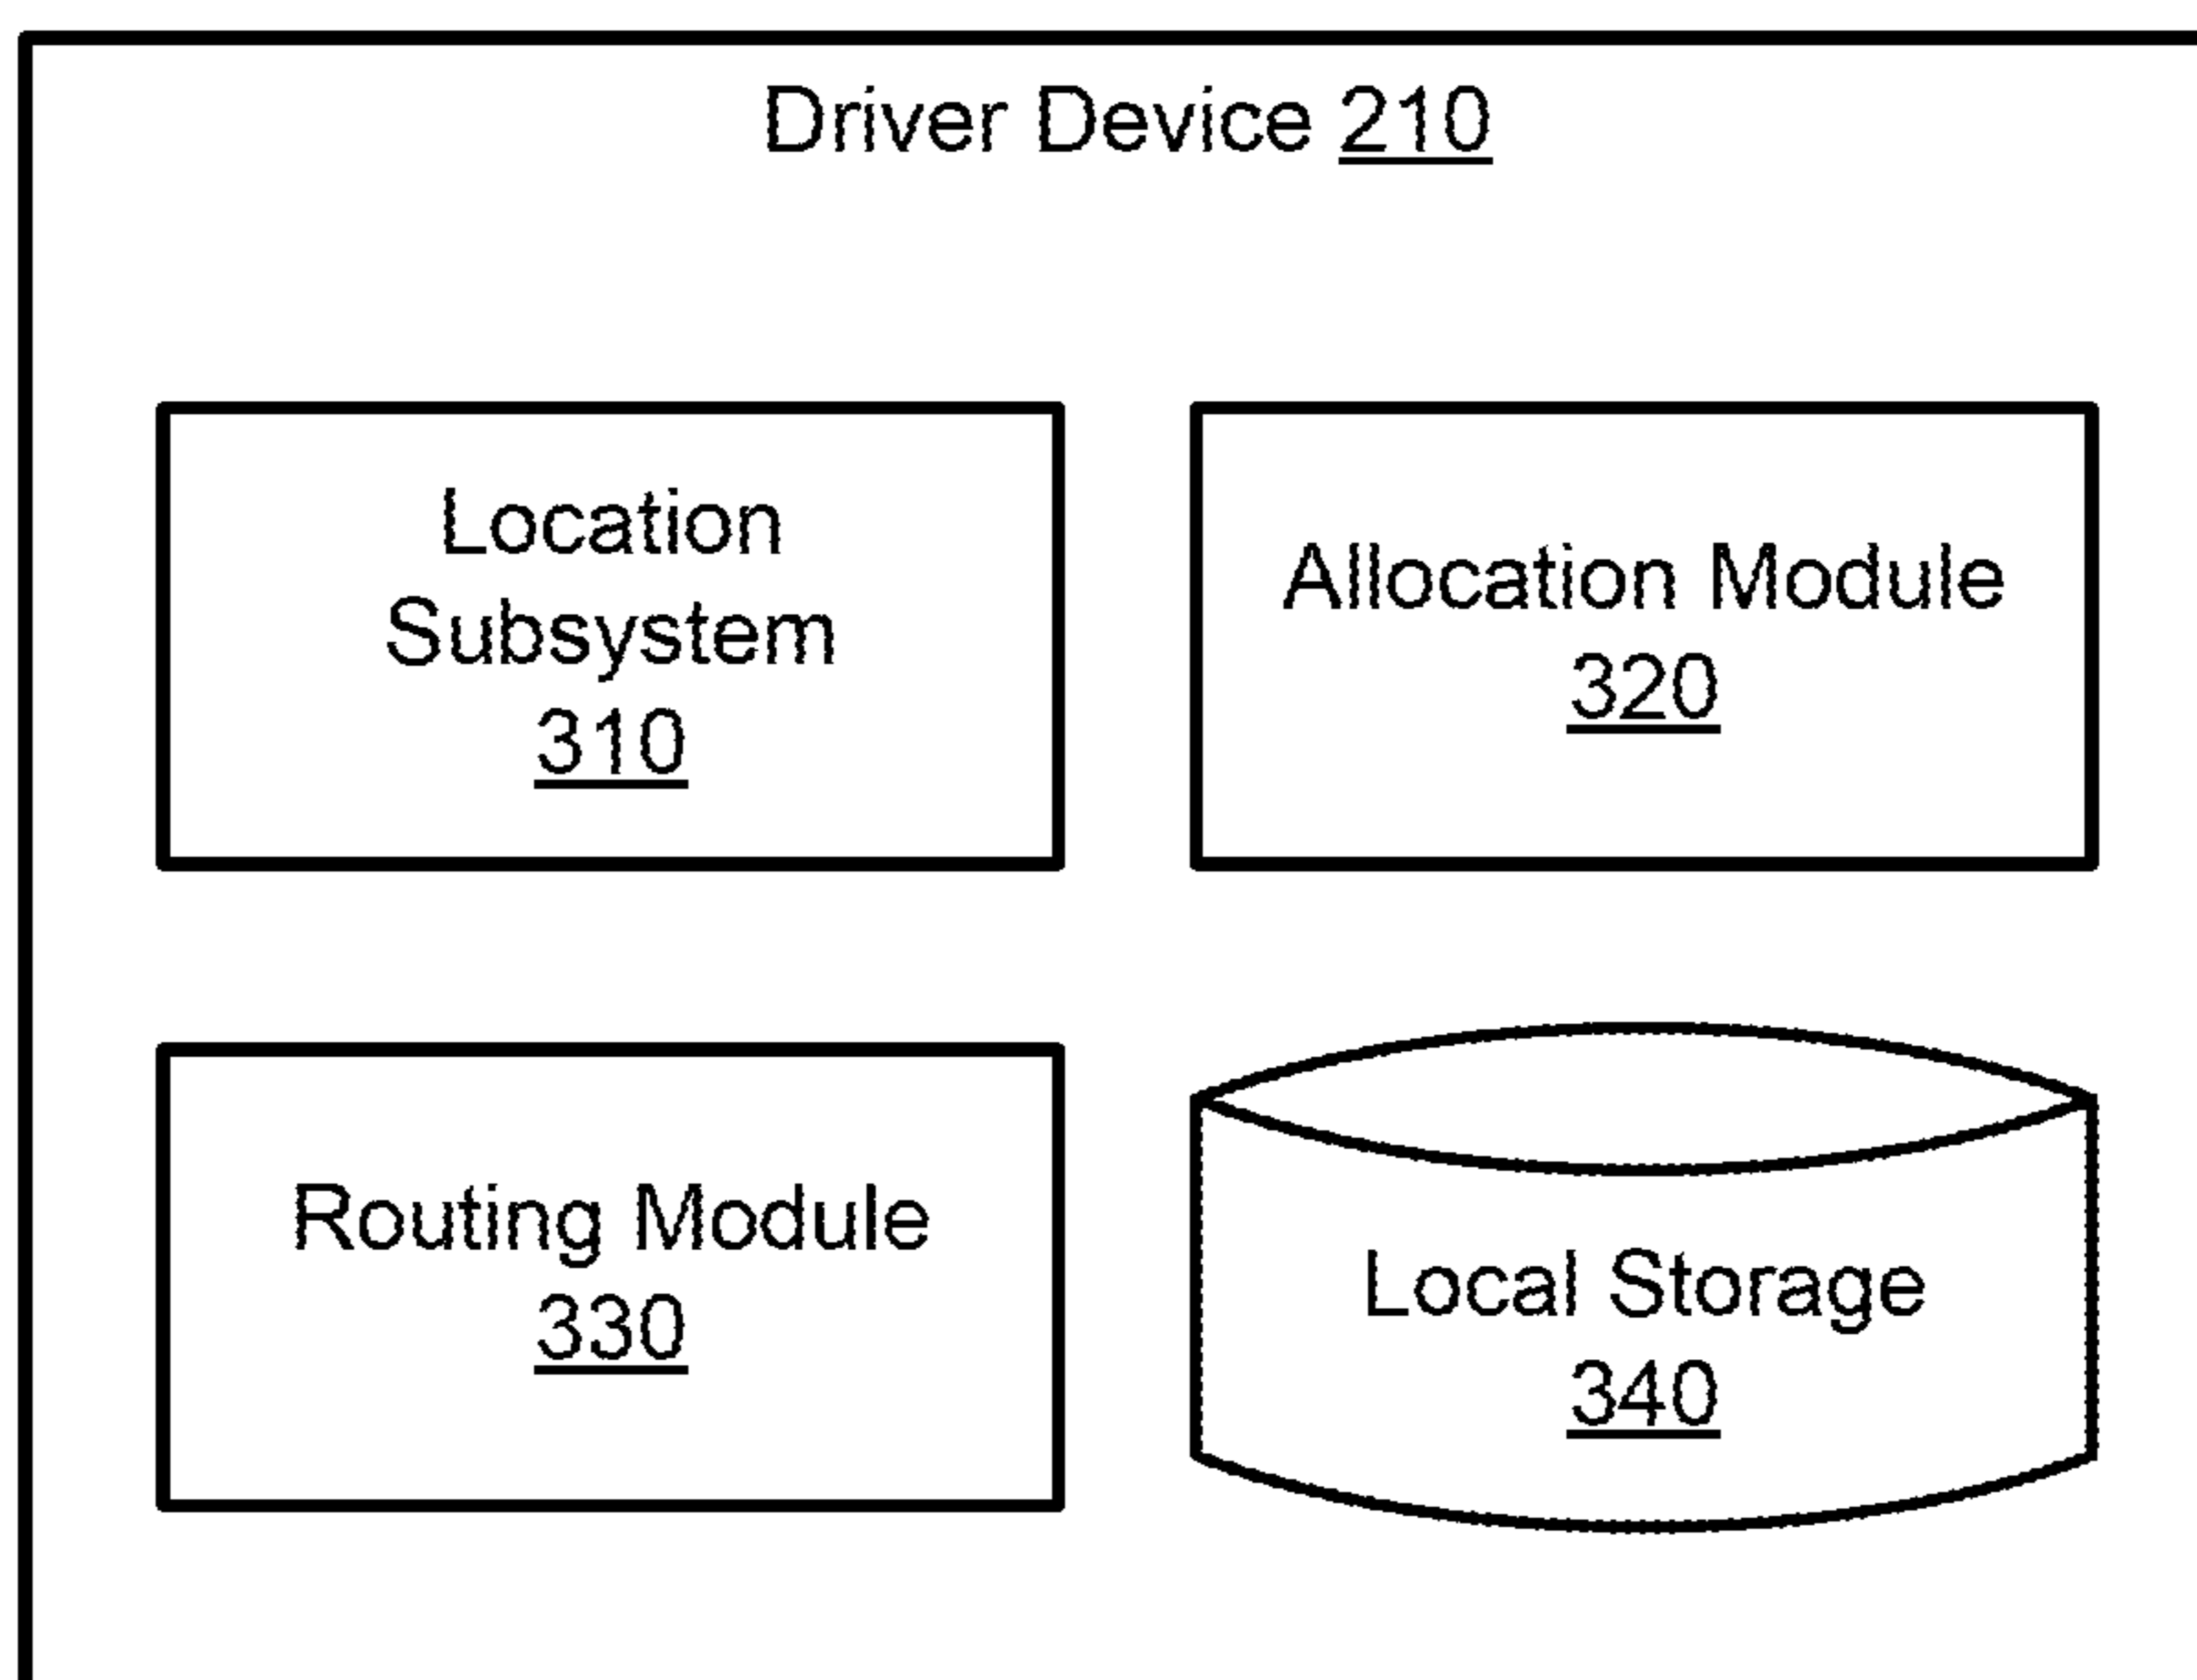 Driver Device 210
Location
Subsystem
310
Allocation Module
320
Routing Module
330
Local Storage
340